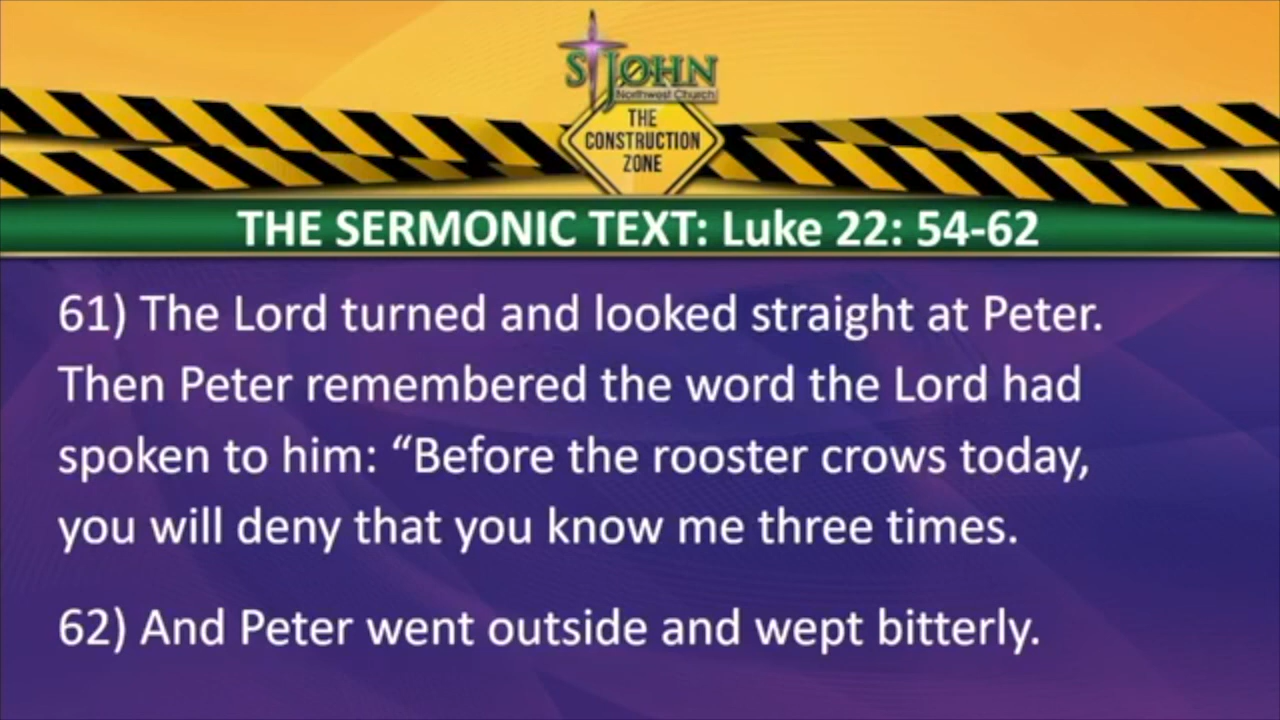 ST JOHN
Northwest Church
THE
CONSTRUCTION
ZONE
THE SERMONIC TEXT: Luke 22: 54-62
61) The Lord turned and looked straight at Peter.
Then Peter remembered the word the Lord had
spoken to him: “Before the rooster crows today,
you will deny that you know me three times.
62) And Peter went outside and wept bitterly.